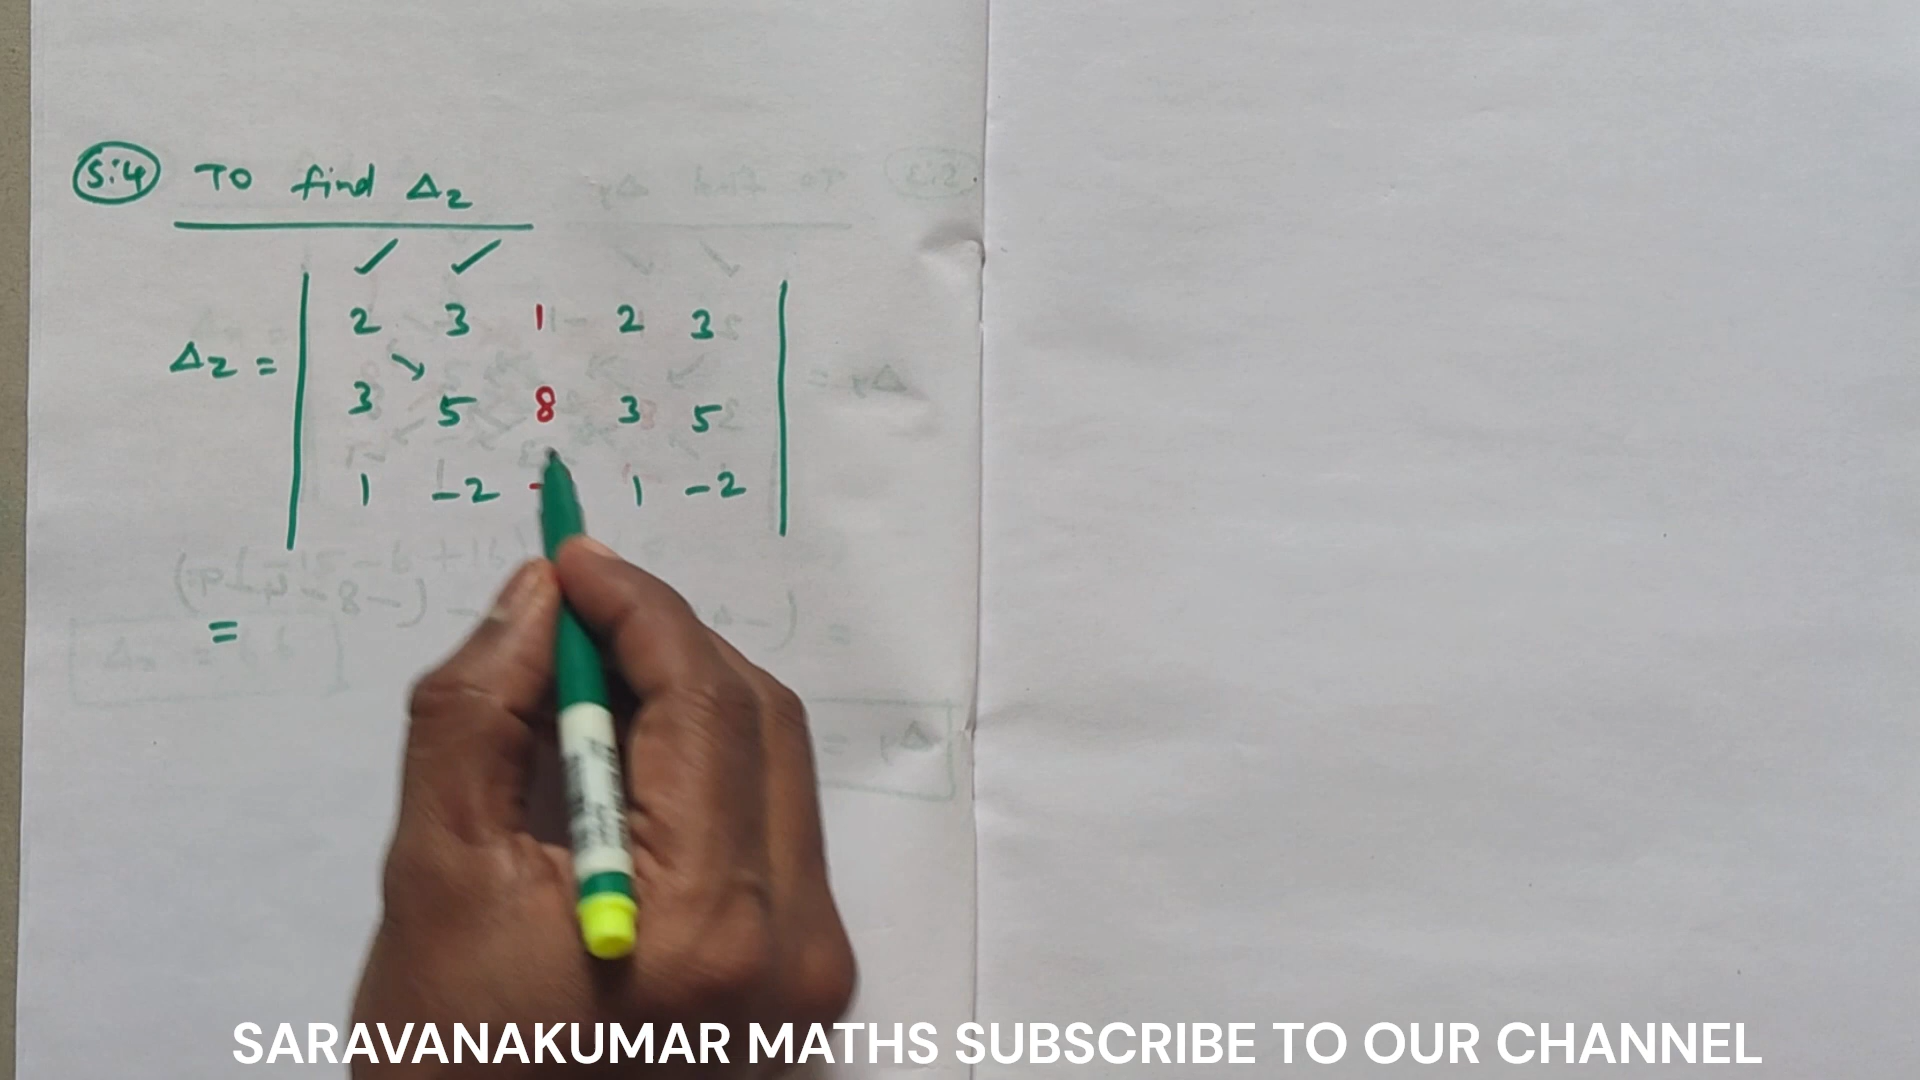 S:4 To find Δz
✓ ✓
2 3 1 2 3
Δz =
3 5 8 3 5
1 -2 - 1 -2
=
SARAVANAKUMAR MATHS SUBSCRIBE TO OUR CHANNEL